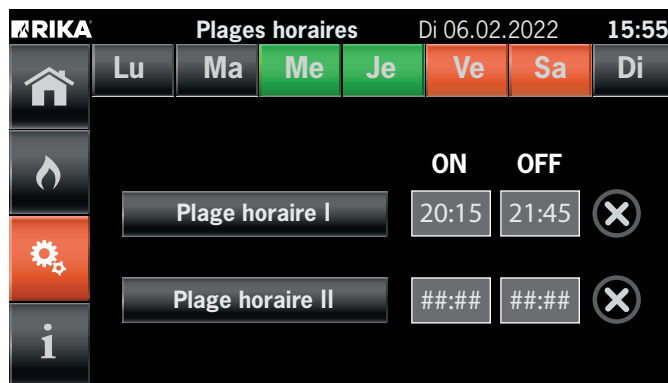 RIKA Plages horaires Di 06.02.2022 15:55
Lu Ma Me Je Ve Sa Di
ON OFF
Plage horaire I 20:15 21:45
Plage horaire II ##:## ##:##
i